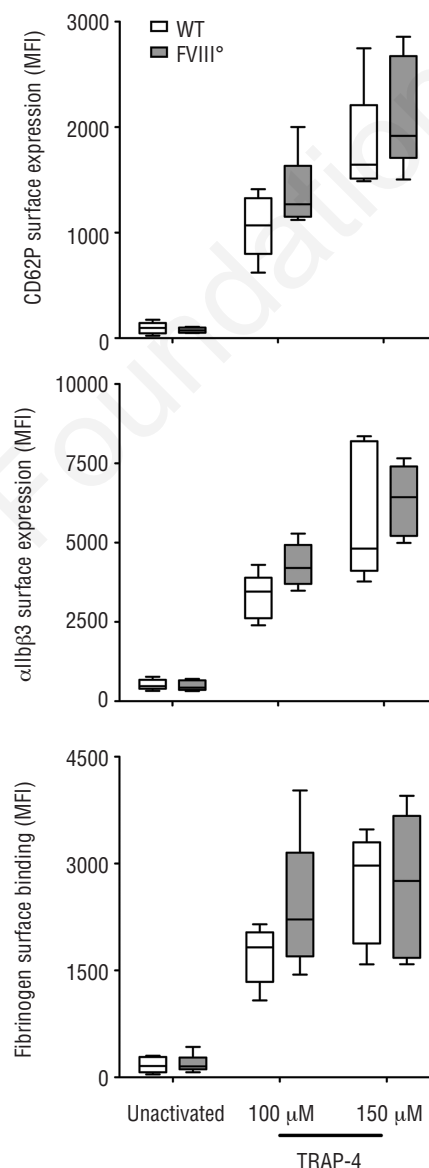 WT
FVIII°
CD62P surface expression (MFI)
3000
2000
1000
0
αIIbβ3 surface expression (MFI)
10000
7500
5000
2500
0
Fibrinogen surface binding (MFI)
4500
3000
1500
0
Unactivated 100 μM 150 μM
TRAP-4
Foundation